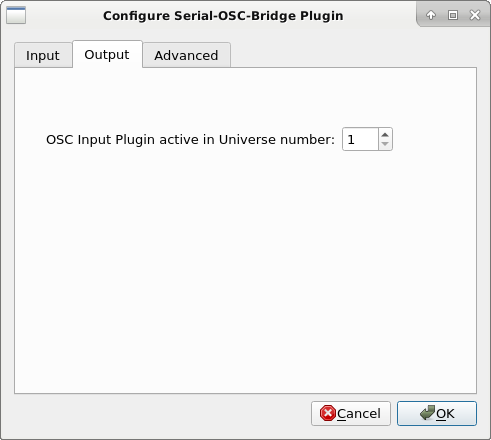 Configure Serial-OSC-Bridge Plugin
Input Output Advanced
OSC Input Plugin active in Universe number: 1
Cancel OK